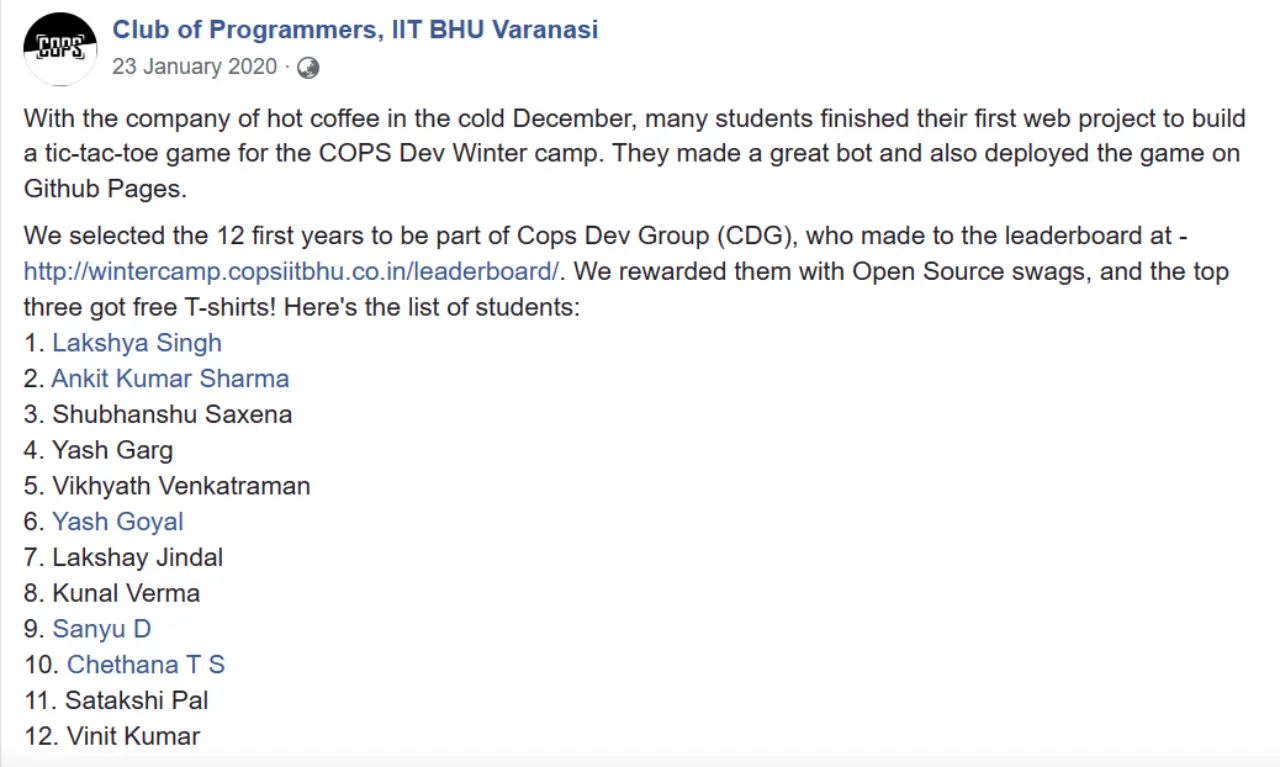 COPS
Club of Programmers, IIT BHU Varanasi
23 January 2020 ·
With the company of hot coffee in the cold December, many students finished their first web project to build
a tic-tac-toe game for the COPS Dev Winter camp. They made a great bot and also deployed the game on
Github Pages.
We selected the 12 first years to be part of Cops Dev Group (CDG), who made to the leaderboard at -
http://wintercamp.copsiitbhu.co.in/leaderboard/. We rewarded them with Open Source swags, and the top
three got free T-shirts! Here's the list of students:
1. Lakshya Singh
2. Ankit Kumar Sharma
3. Shubhanshu Saxena
4. Yash Garg
5. Vikhyath Venkatraman
6. Yash Goyal
7. Lakshay Jindal
8. Kunal Verma
9. Sanyu D
10. Chethana T S
11. Satakshi Pal
12. Vinit Kumar